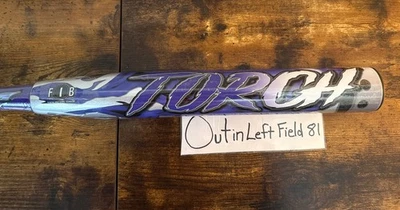 FIB
TORCH
Out in Left Field 81